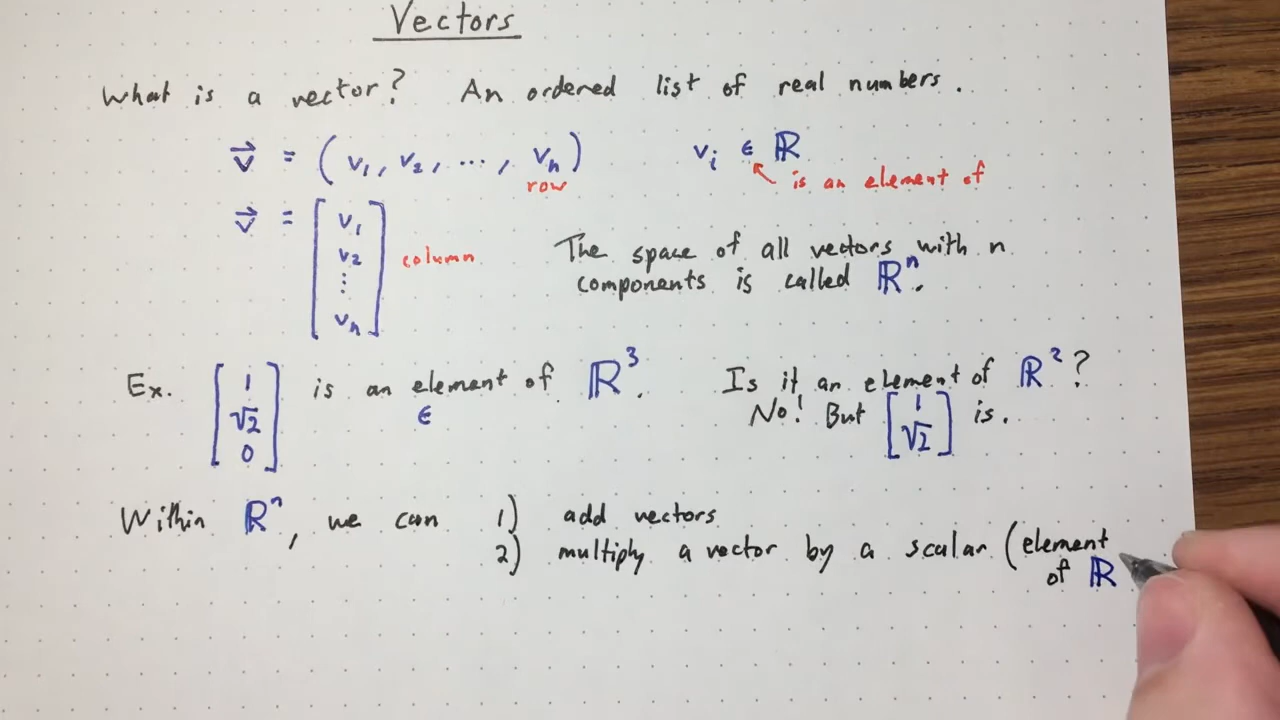 Vectors
What is a vector? An ordered list of real numbers.
v⃗ = (v₁, v₂, ..., vₙ) vᵢ ∈ ℝ
row is an element of
v⃗ = [v₁ v₂ ⋮ vₙ] column
The space of all vectors with n
components is called ℝⁿ.
Ex. [1 √2 0] is an element of ℝ³.
∈
Is it an element of ℝ²?
No! But [1 √2] is.
Within ℝⁿ, we can 1) add vectors
2) multiply a vector by a scalar (element
of ℝ